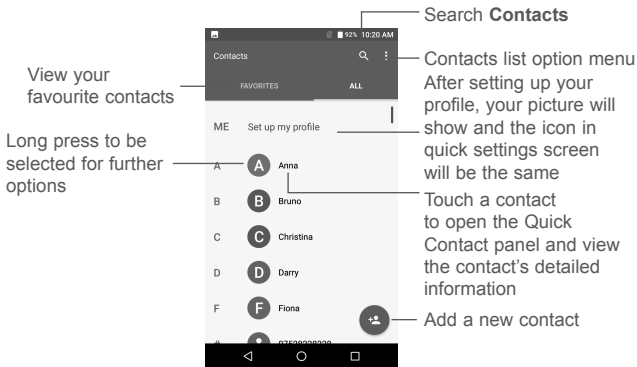 Search Contacts
92% 10:20 AM
Contacts
Contacts list option menu
View your
favourite contacts
FAVORITES
ALL
After setting up your
profile, your picture will
show and the icon in
quick settings screen
will be the same
ME Set up my profile
Long press to be
selected for further
options
A A Anna
Touch a contact
to open the Quick
Contact panel and view
the contact's detailed
information
B B Bruno
C C Christina
D D Darry
F F Fiona
Add a new contact
#